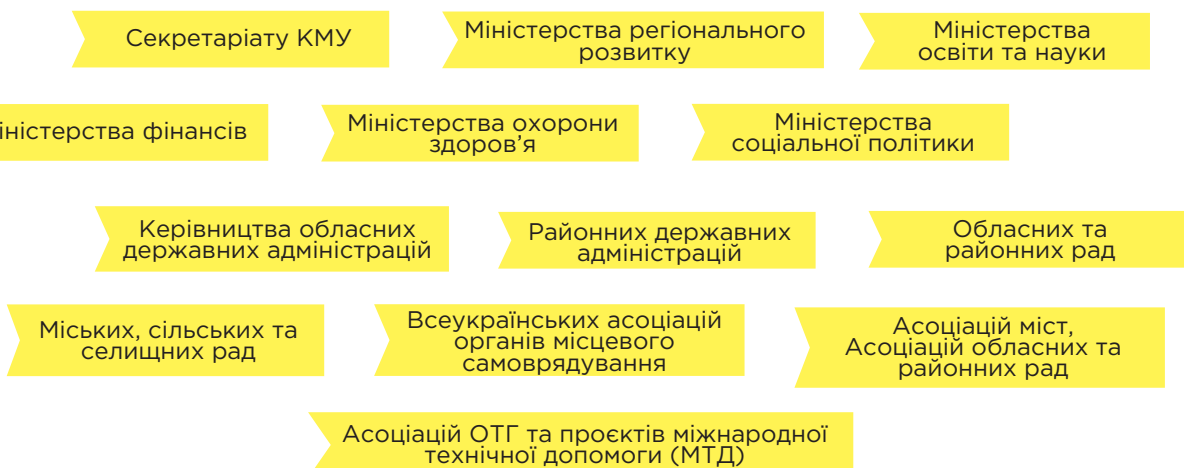 Секретаріату КМУ
Міністерства регіонального
розвитку
Міністерства
освіти та науки
іністерства фінансів
Міністерства охорони
здоров’я
Міністерства
соціальної політики
Керівництва обласних
державних адміністрацій
Районних державних
адміністрацій
Обласних та
районних рад
Міських, сільських та
селищних рад
Всеукраїнських асоціацій
органів місцевого
самоврядування
Асоціацій міст,
Асоціацій обласних та
районних рад
Асоціацій ОТГ та проєктів міжнародної
технічної допомоги (МТД)